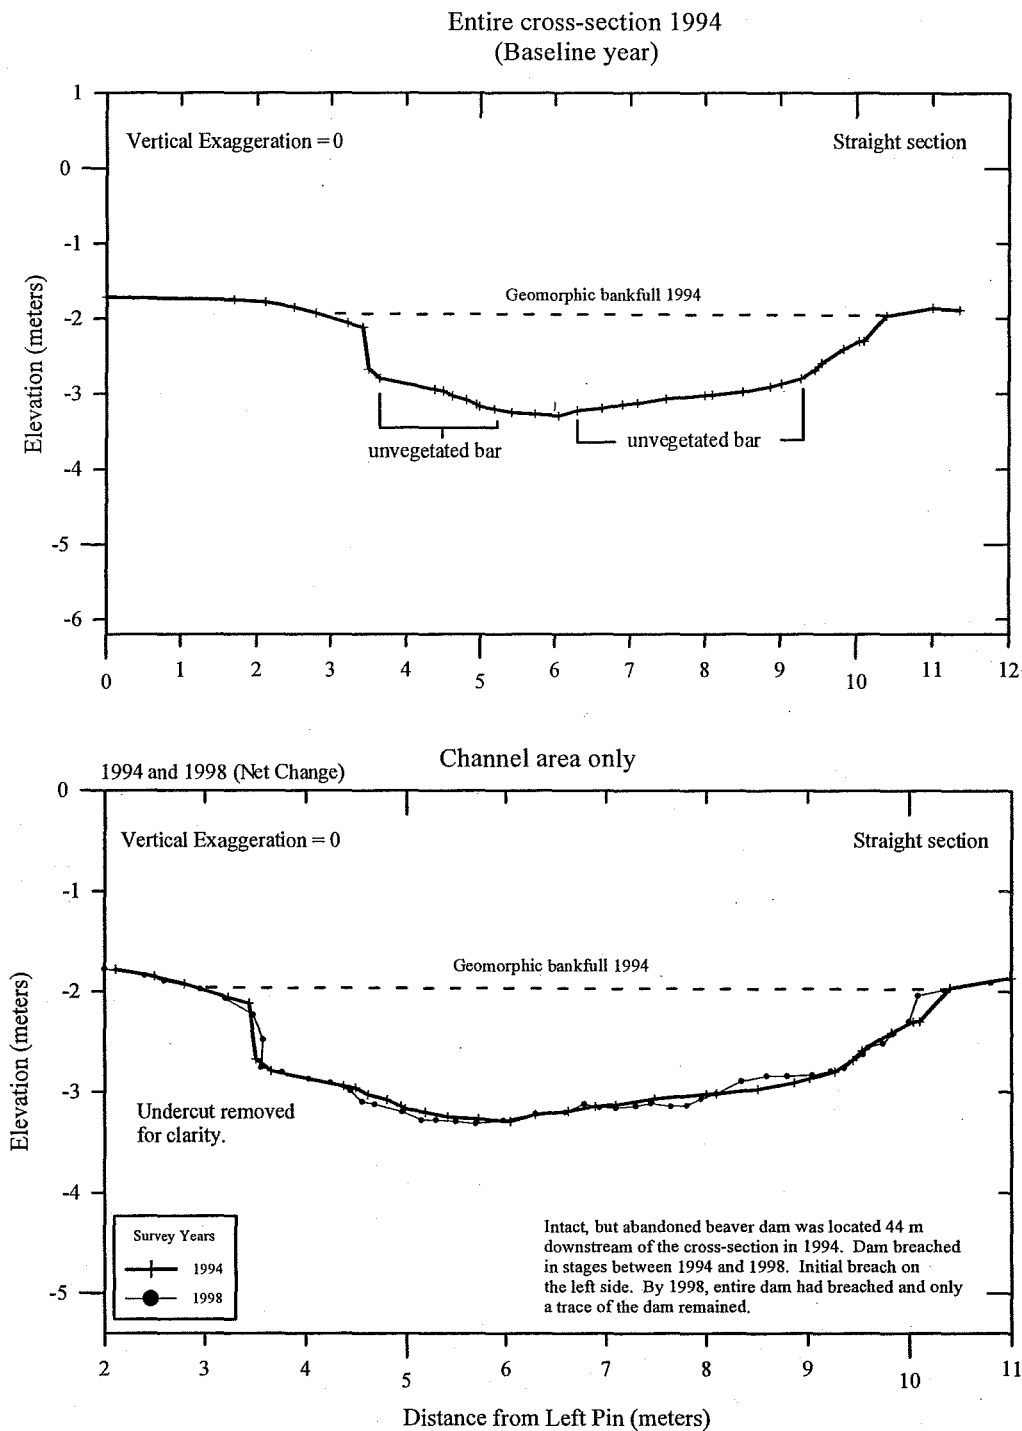 Entire cross-section 1994
(Baseline year)
1
Vertical Exaggeration = 0
Straight section
0
-1
Geomorphic bankfull 1994
-2
Elevation (meters)
-3
unvegetated bar
unvegetated bar
-4
-5
-6
0 1 2 3 4 5 6 7 8 9 10 11 12
Channel area only
1994 and 1998 (Net Change)
0
Vertical Exaggeration = 0
Straight section
-1
Geomorphic bankfull 1994
-2
Elevation (meters)
-3
Undercut removed
for clarity.
-4
Survey Years
1994
1998
Intact, but abandoned beaver dam was located 44 m
downstream of the cross-section in 1994. Dam breached
in stages between 1994 and 1998. Initial breach on
the left side. By 1998, entire dam had breached and only
a trace of the dam remained.
-5
2 3 4 5 6 7 8 9 10 11
Distance from Left Pin (meters)